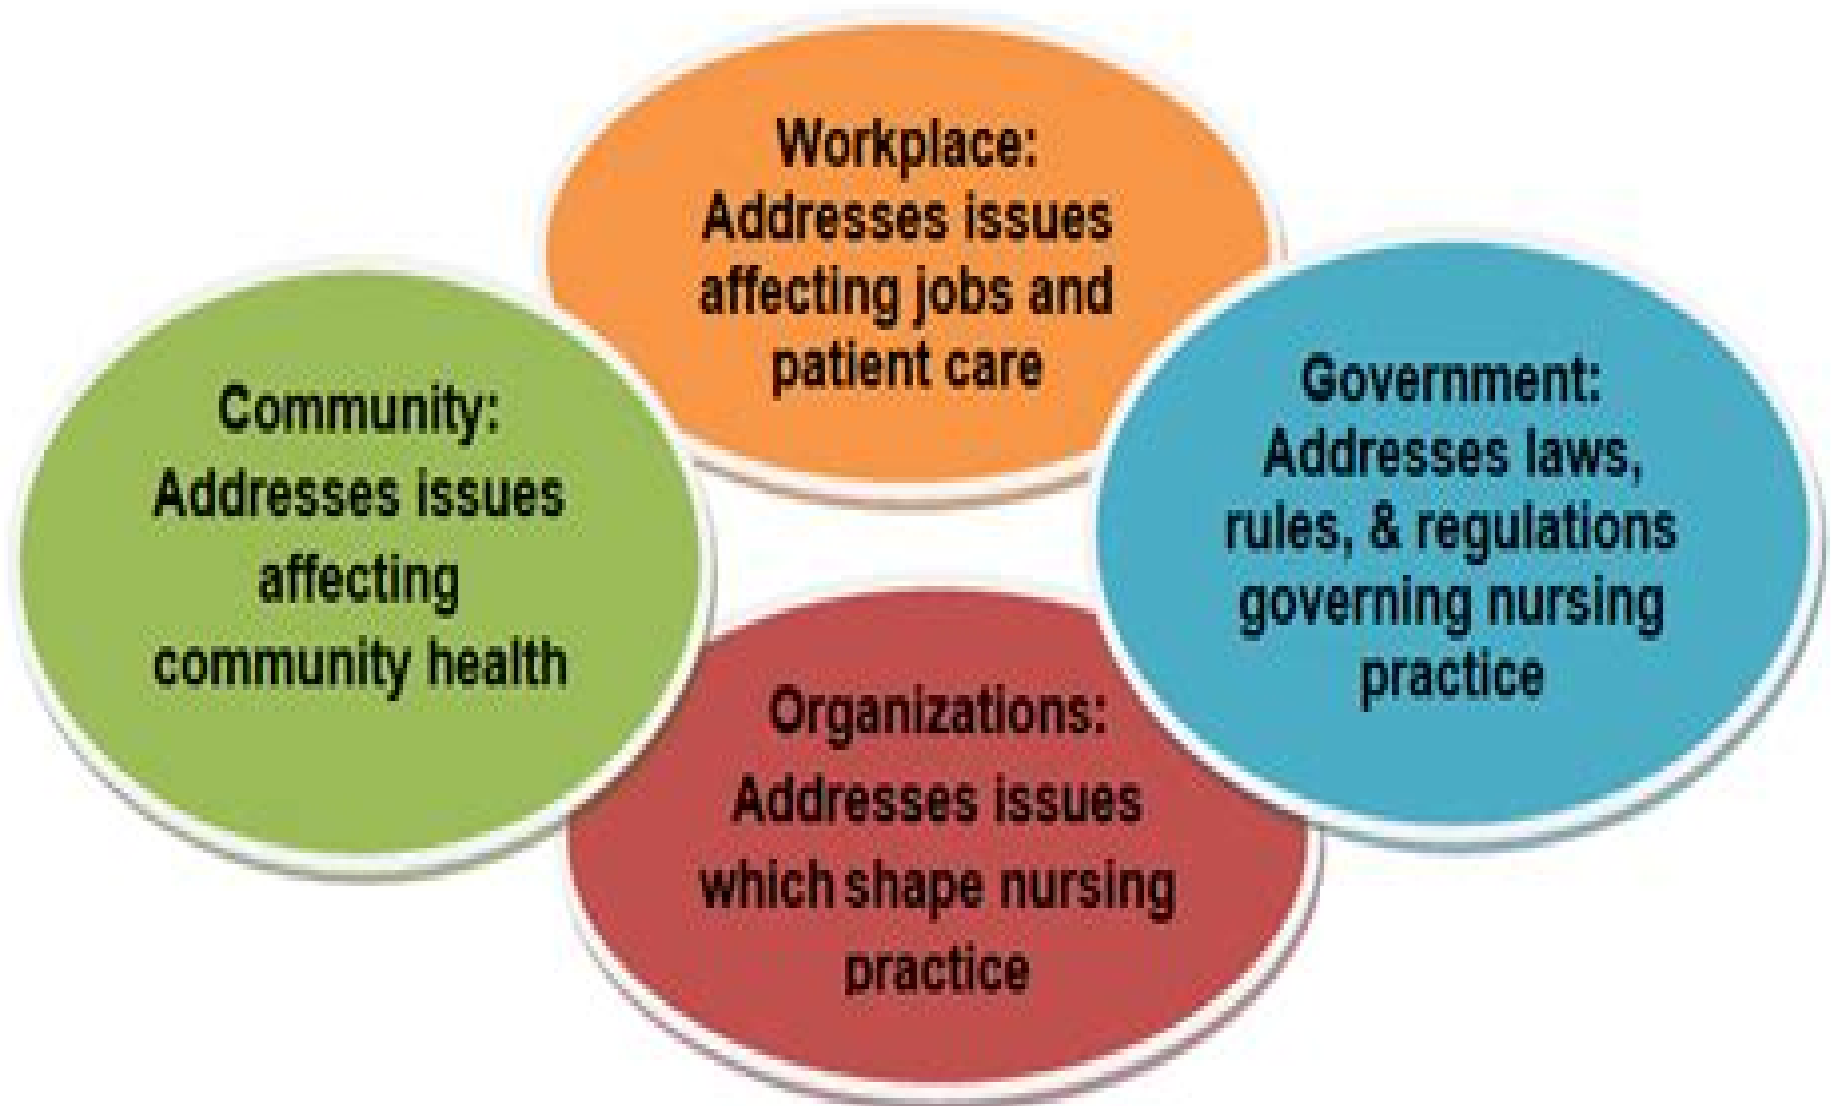 Workplace:
Addresses issues
affecting jobs and
patient care
Community:
Addresses issues
affecting
community health
Government:
Addresses laws,
rules, & regulations
governing nursing
practice
Organizations:
Addresses issues
which shape nursing
practice